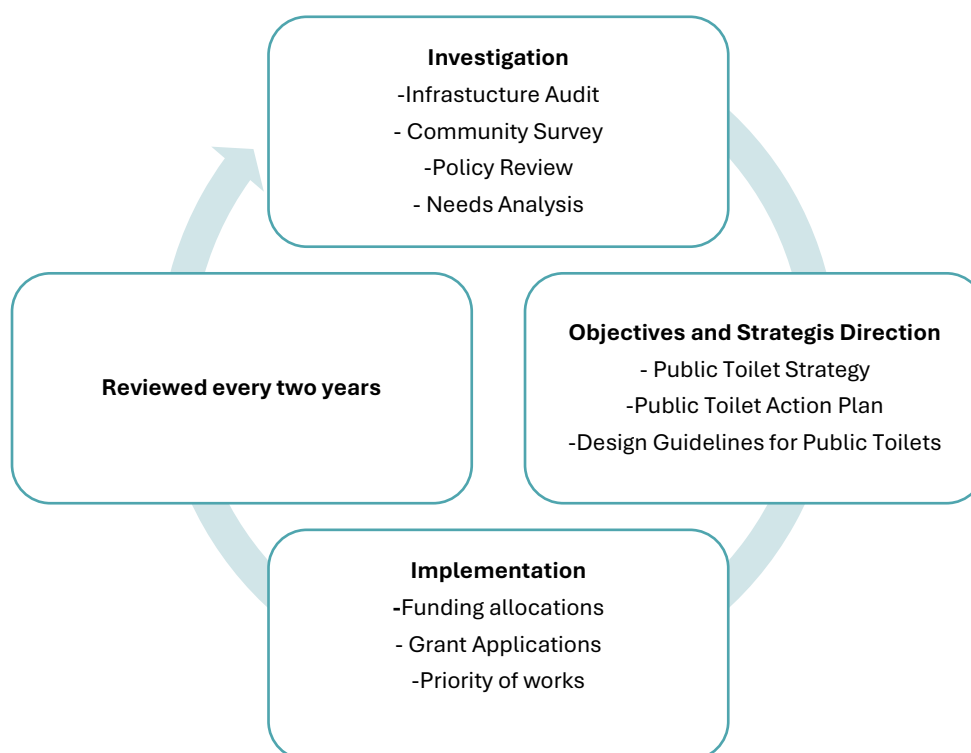 Investigation
-Infrastucture Audit
- Community Survey
-Policy Review
- Needs Analysis
Objectives and Strategis Direction
- Public Toilet Strategy
-Public Toilet Action Plan
-Design Guidelines for Public Toilets
Implementation
-Funding allocations
- Grant Applications
-Priority of works
Reviewed every two years